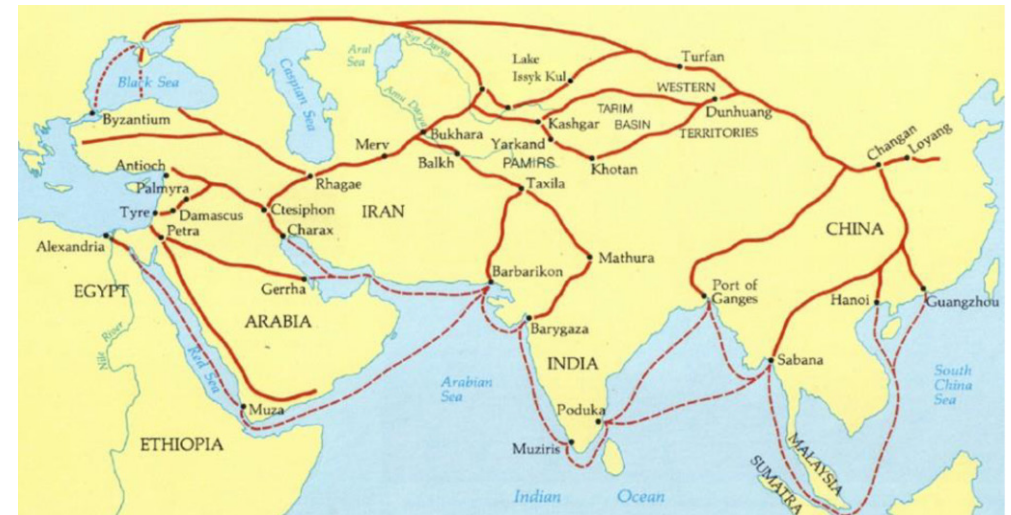 Aral
Sea
Syr Darya
Lake
Issyk Kul
Turfan
Black Sea
Caspian Sea
Amu Darya
WESTERN
TERRITORIES
Byzantium
TARIM
BASIN
Dunhuang
Kashgar
Bukhara
Merv
Yarkand
Balkh
PAMIRS
Khotan
Changan
Loyang
Antioch
Rhagae
Taxila
Palmyra
Tyre
Damascus
Ctesiphon
IRAN
Petra
Charax
CHINA
Alexandria
Mathura
Barbarikon
EGYPT
Gerrha
Port of
Ganges
Hanoi
Guangzhou
ARABIA
Barygaza
Nile River
Red Sea
INDIA
Sabana
Arabian
Sea
South
China
Sea
Muza
Poduka
ETHIOPIA
Muziris
MALAYSIA
SUMATRA
Indian Ocean